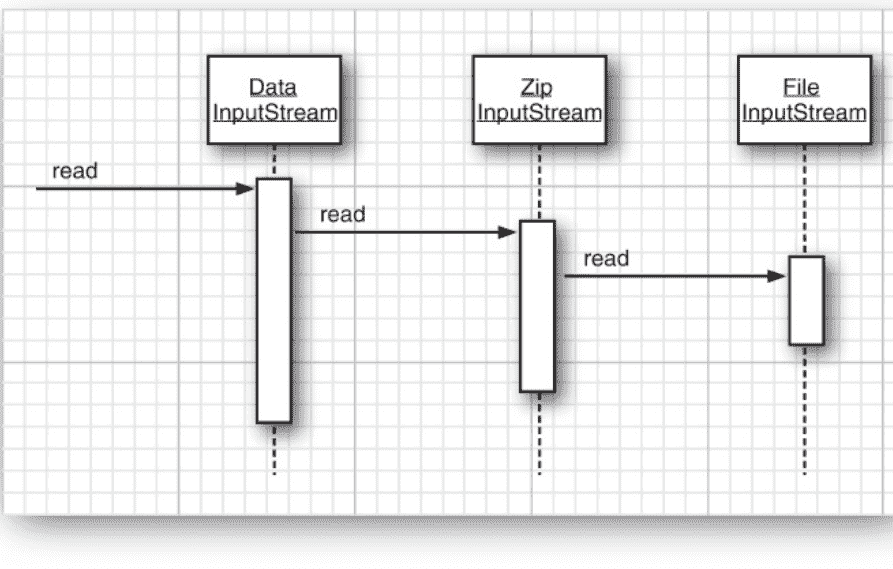 Data
InputStream
Zip
InputStream
File
InputStream
read
read
read